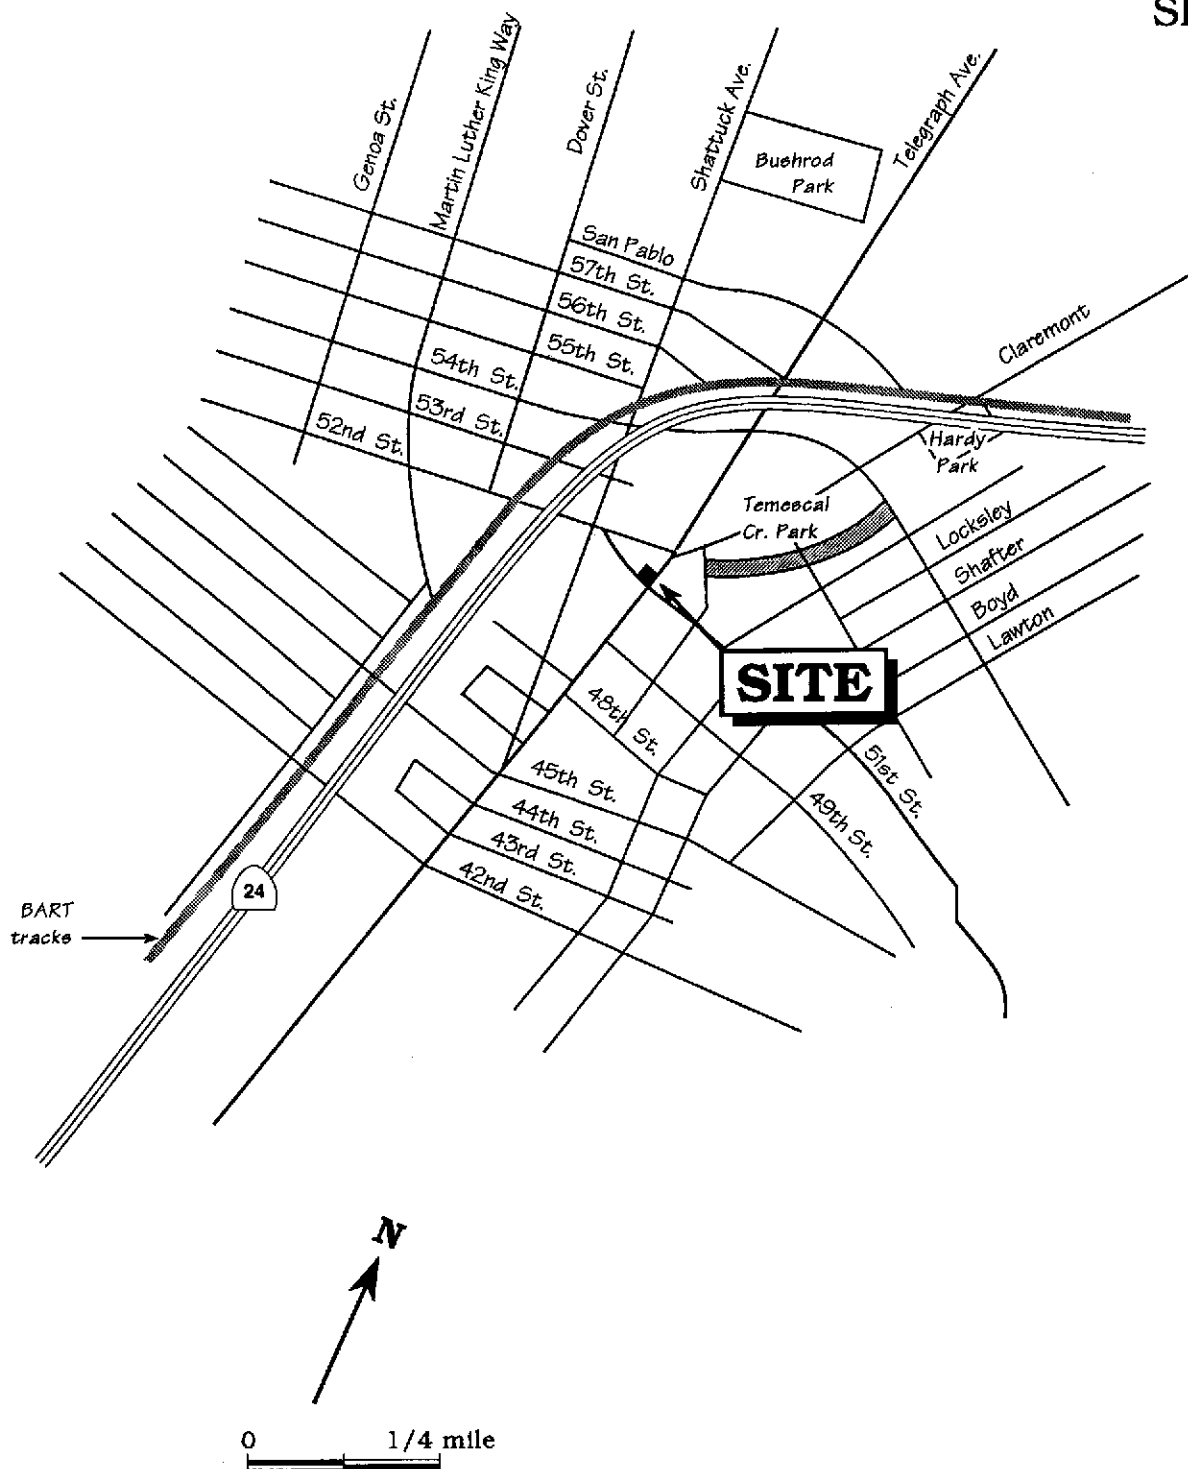 SI
Genoa St.
Martin Luther King Way
Dover St.
Shattuck Ave.
Telegraph Ave.
Bushrod
Park
San Pablo
57th St.
56th St.
55th St.
54th St.
53rd St.
52nd St.
Claremont
Hardy
Park
Temescal
Cr. Park
Locksley
Shafter
Boyd
Lawton
SITE
48th St.
51st St.
49th St.
45th St.
44th St.
43rd St.
42nd St.
24
BART
tracks
N
0 1/4 mile